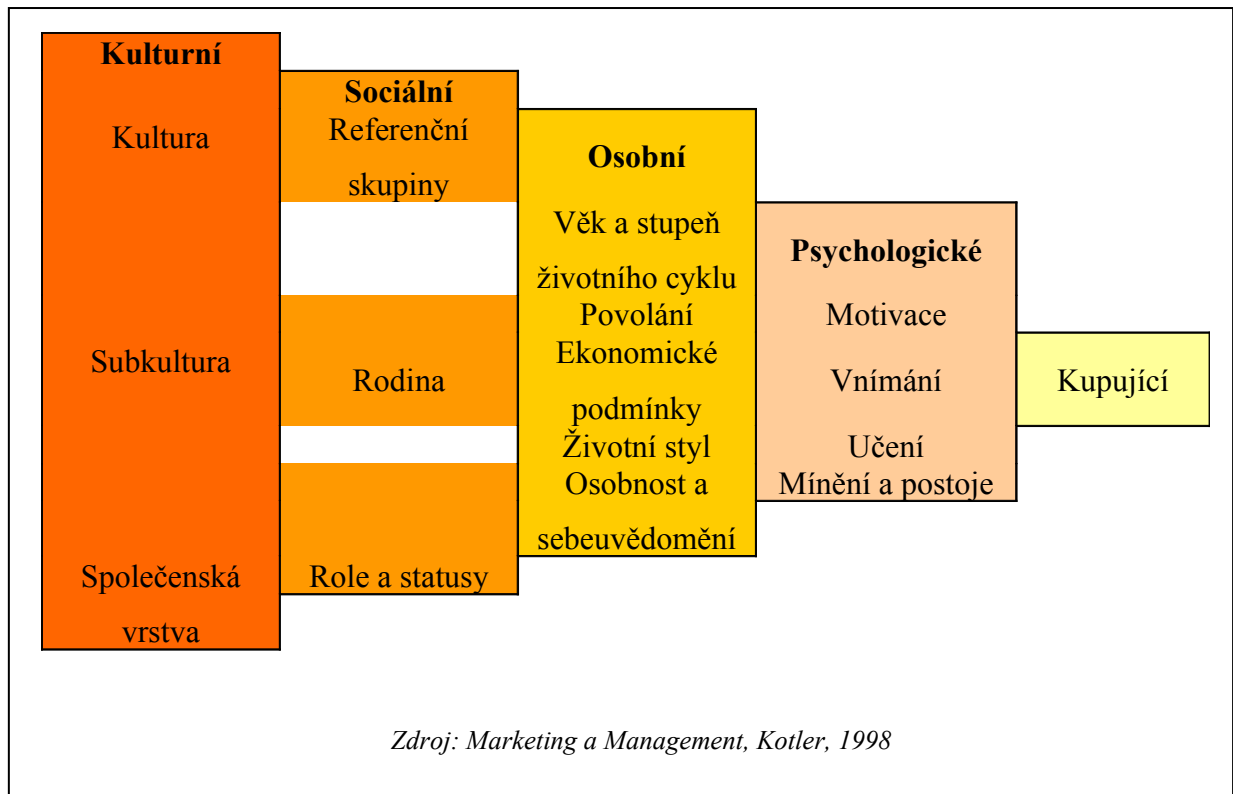 Kulturní
Kultura
Subkultura
Společenská
vrstva
Sociální
Referenční
skupiny
Rodina
Role a statusy
Osobní
Věk a stupeň
životního cyklu
Povolání
Ekonomické
podmínky
Životní styl
Osobnost a
sebeuvědomění
Psychologické
Motivace
Vnímání
Učení
Mínění a postoje
Kupující
Zdroj: Marketing a Management, Kotler, 1998